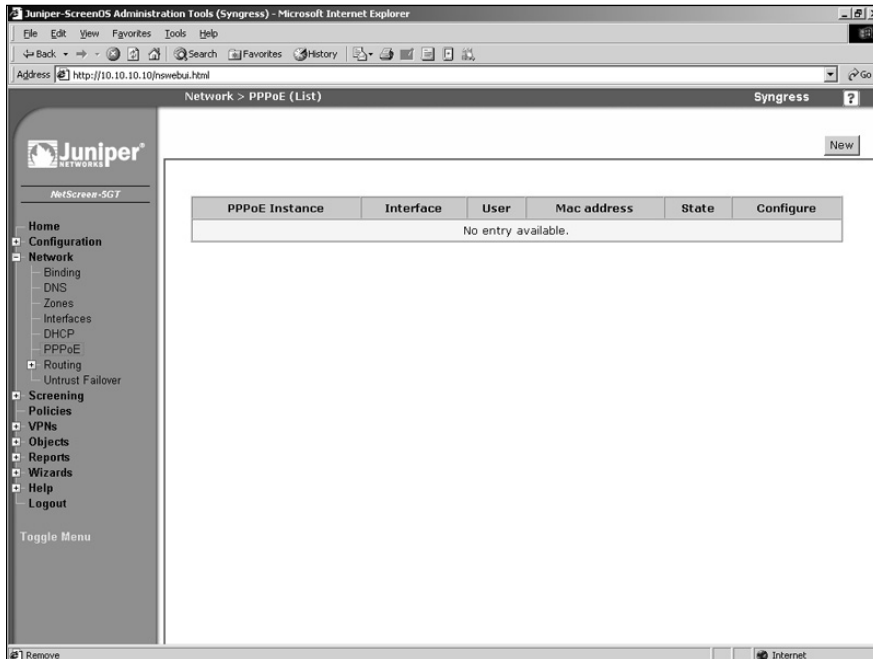 Juniper-ScreenOS Administration Tools (Syngress) - Microsoft Internet Explorer
File Edit View Favorites Tools Help
Back Search Favorites History
Address http://10.10.10.10/nswebui.html Go
Network > PPPoE (List) Syngress ?
Juniper®
NETWORKS
New
NetScreen-5GT
PPPoE Instance Interface User Mac address State Configure
No entry available.
Home
Configuration
Network
Binding
DNS
Zones
Interfaces
DHCP
PPPoE
Routing
Untrust Failover
Screening
Policies
VPNs
Objects
Reports
Wizards
Help
Logout
Toggle Menu
Remove Internet